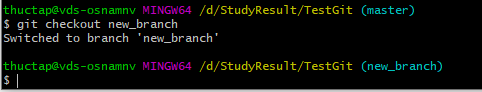 thuctap@vds-osnamnv MINGW64 /d/StudyResult/TestGit (master)
$ git checkout new_branch
Switched to branch 'new_branch'
thuctap@vds-osnamnv MINGW64 /d/StudyResult/TestGit (new_branch)
$